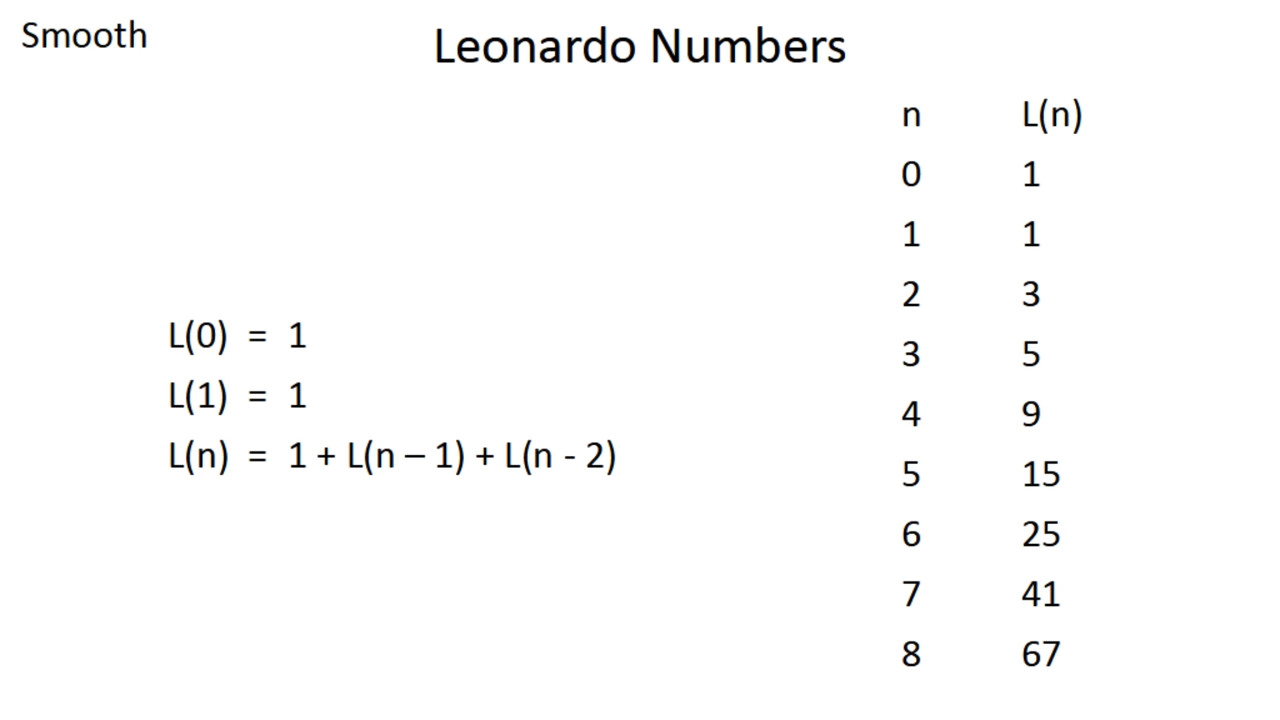 Smooth
Leonardo Numbers
n L(n)
0 1
1 1
2 3
3 5
4 9
5 15
6 25
7 41
8 67
L(0) = 1
L(1) = 1
L(n) = 1 + L(n – 1) + L(n - 2)